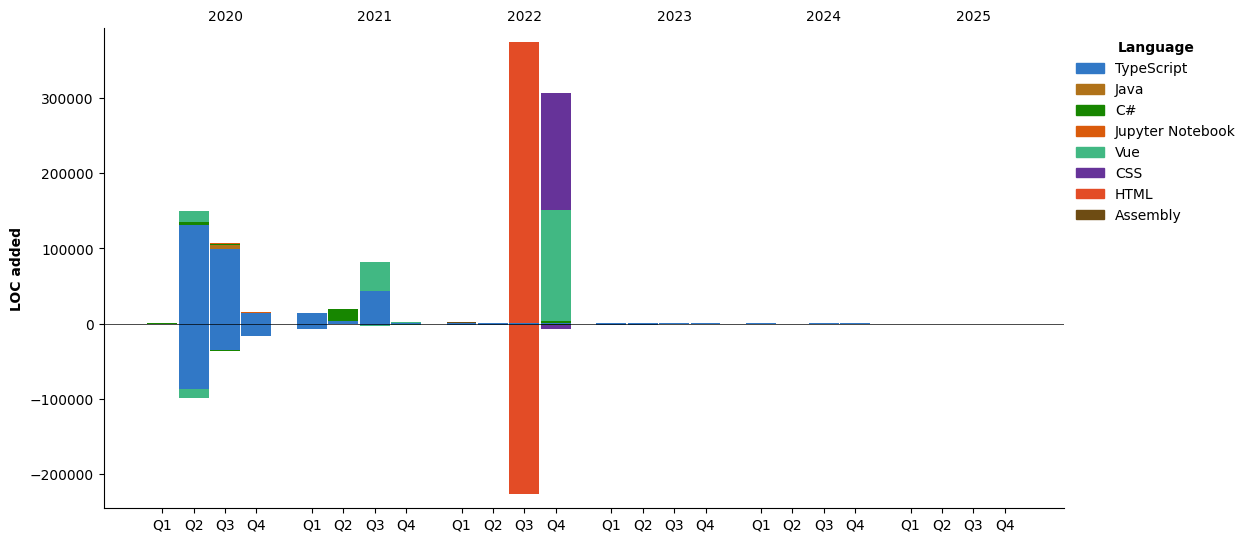 2020 2021 2022 2023 2024 2025
Language
TypeScript
Java
C#
Jupyter Notebook
Vue
CSS
HTML
Assembly
LOC added
300000
200000
100000
0
−100000
−200000
Q1 Q2 Q3 Q4 Q1 Q2 Q3 Q4 Q1 Q2 Q3 Q4 Q1 Q2 Q3 Q4 Q1 Q2 Q3 Q4 Q1 Q2 Q3 Q4